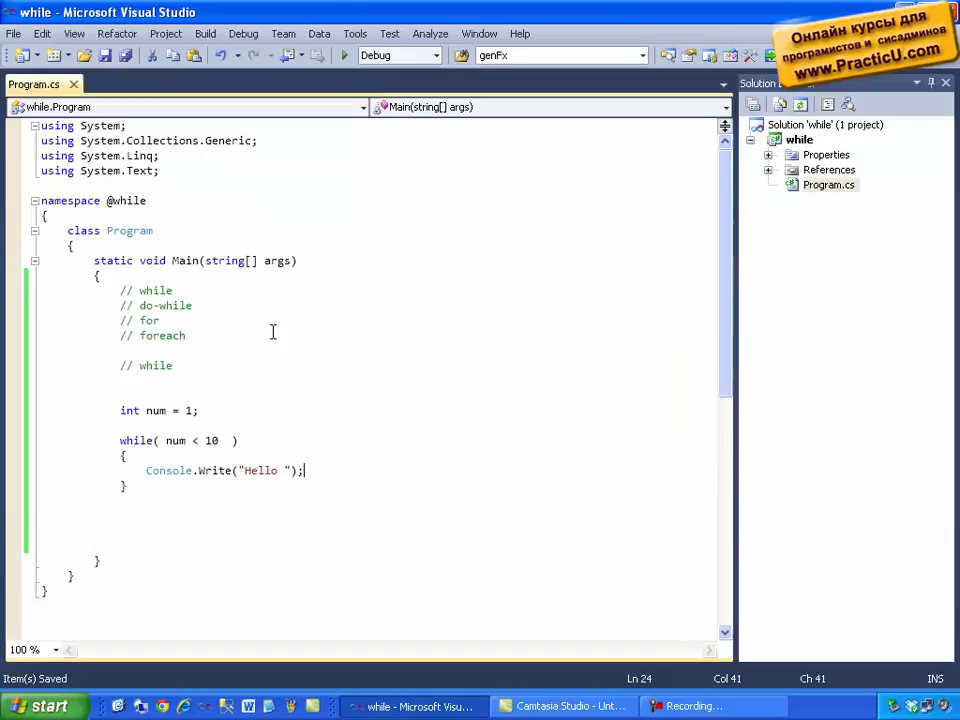 while - Microsoft Visual Studio
File Edit View Refactor Project Build Debug Team Data Tools Test Analyze Window Help
Debug genFx
Онлайн курсы для
програмистов и сисадминов
www.PracticU.com
Program.cs
Solution
while.Program Main(string[] args)
using System;
using System.Collections.Generic;
using System.Linq;
using System.Text;
namespace @while
{
class Program
{
static void Main(string[] args)
{
// while
// do-while
// for
// foreach
// while
int num = 1;
while( num < 10 )
{
Console.Write("Hello ");
}
}
}
}
Solution 'while' (1 project)
while
Properties
References
Program.cs
100 %
Item(s) Saved Ln 24 Col 41 Ch 41 INS
start while - Microsoft Visu... Camtasia Studio - Unt... Recording...